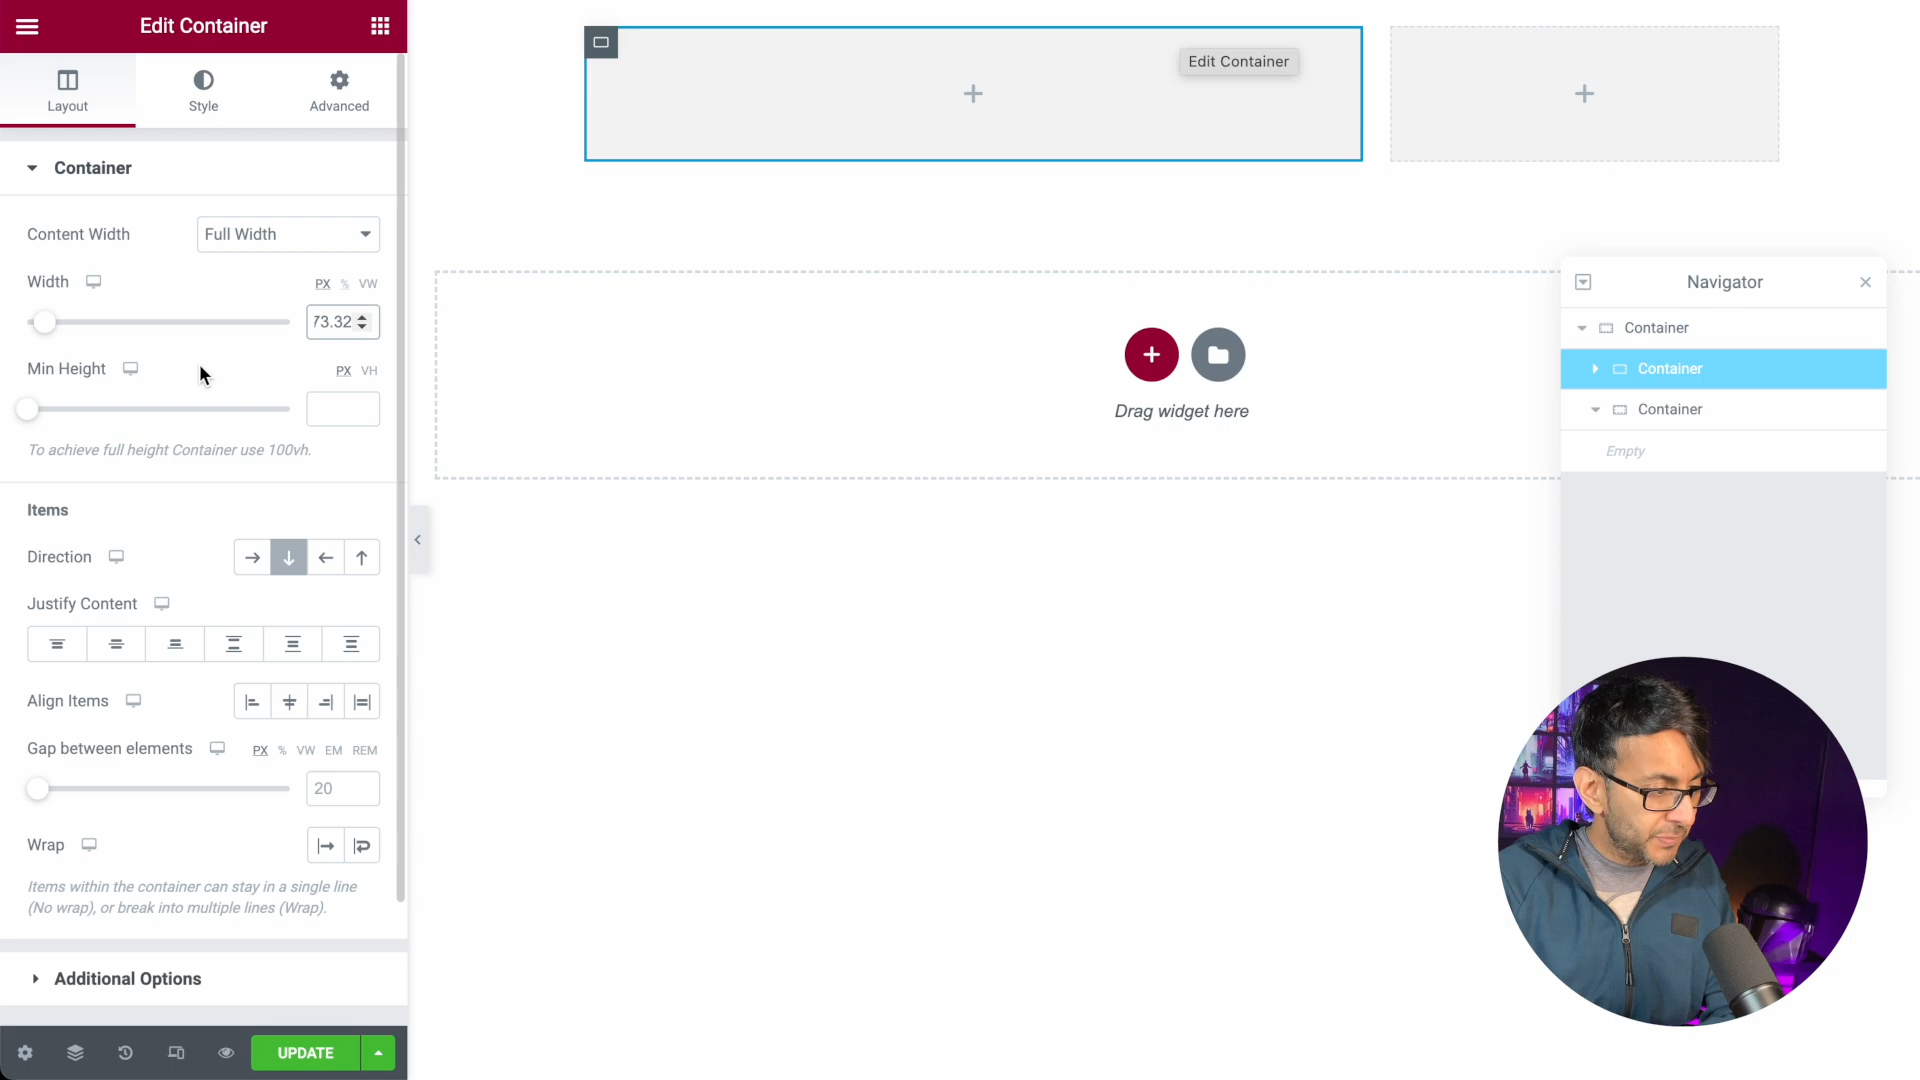 Edit Container
Layout
Style
Advanced
Container
Content Width
Full Width
Width
PX % VW
73.32
Min Height
PX VH
To achieve full height Container use 100vh.
Items
Direction
Justify Content
Align Items
Gap between elements
PX % VW EM REM
20
Wrap
Items within the container can stay in a single line
(No wrap), or break into multiple lines (Wrap).
Additional Options
UPDATE
Edit Container
Drag widget here
Navigator
Container
Container
Container
Empty